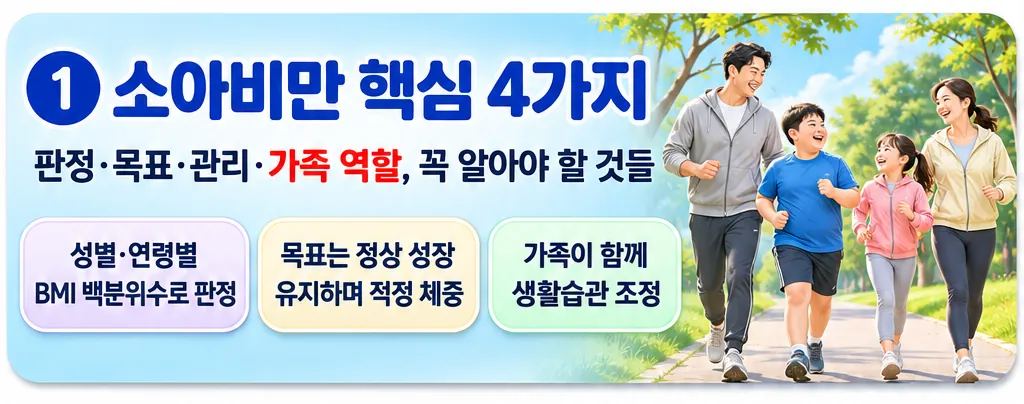 1 소아비만 핵심 4가지
판정·목표·관리·가족 역할, 꼭 알아야 할 것들
성별·연령별
BMI 백분위수로 판정
목표는 정상 성장
유지하며 적정 체중
가족이 함께
생활습관 조정